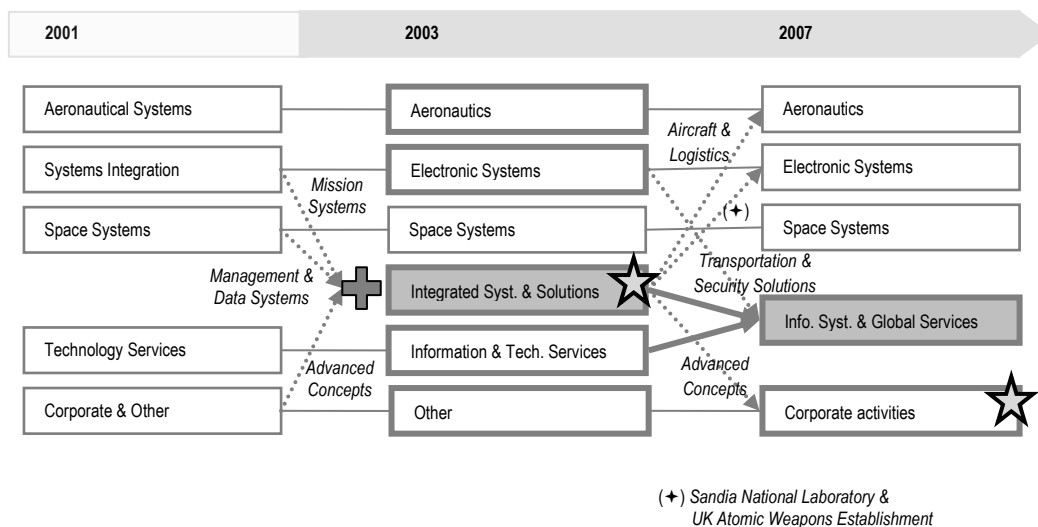 2001
2003
2007
Aeronautical Systems
Aeronautics
Aeronautics
Aircraft &
Logistics
Systems Integration
Electronic Systems
Electronic Systems
Mission
Systems
(✦)
Space Systems
Space Systems
Space Systems
Management &
Data Systems
Transportation &
Security Solutions
Integrated Syst. & Solutions
Info. Syst. & Global Services
Technology Services
Information & Tech. Services
Advanced
Concepts
Advanced
Concepts
Corporate & Other
Other
Corporate activities
(✦) Sandia National Laboratory &
UK Atomic Weapons Establishment